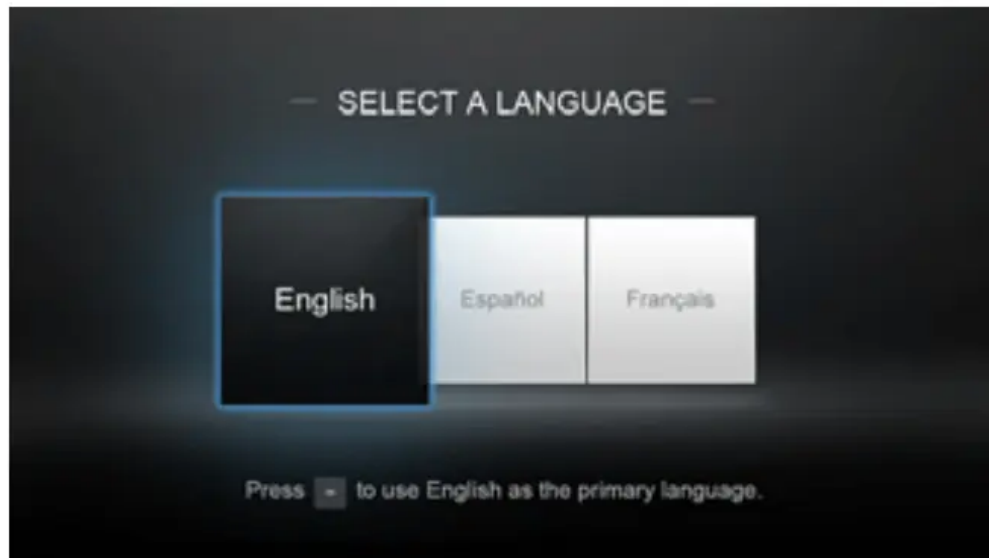 SELECT A LANGUAGE
English
Español
Français
Press - to use English as the primary language.